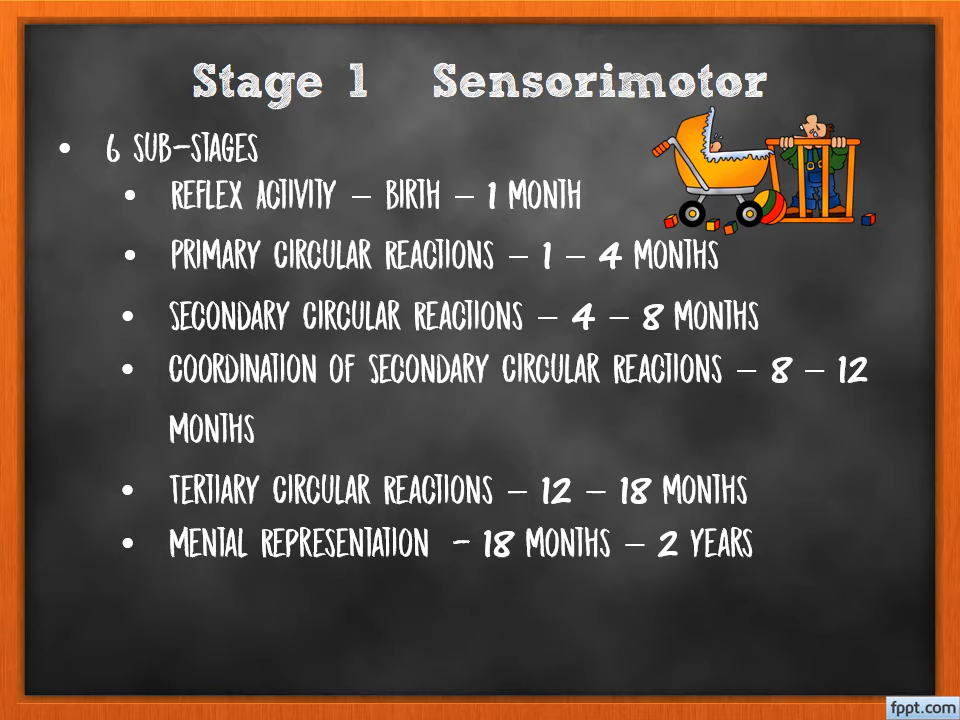 Stage 1 Sensorimotor
• 6 SUB-STAGES
• REFLEX ACTIVITY – BIRTH – 1 MONTH
• PRIMARY CIRCULAR REACTIONS – 1 – 4 MONTHS
• SECONDARY CIRCULAR REACTIONS – 4 – 8 MONTHS
• COORDINATION OF SECONDARY CIRCULAR REACTIONS – 8 – 12
MONTHS
• TERTIARY CIRCULAR REACTIONS – 12 – 18 MONTHS
• MENTAL REPRESENTATION - 18 MONTHS – 2 YEARS
fppt.com